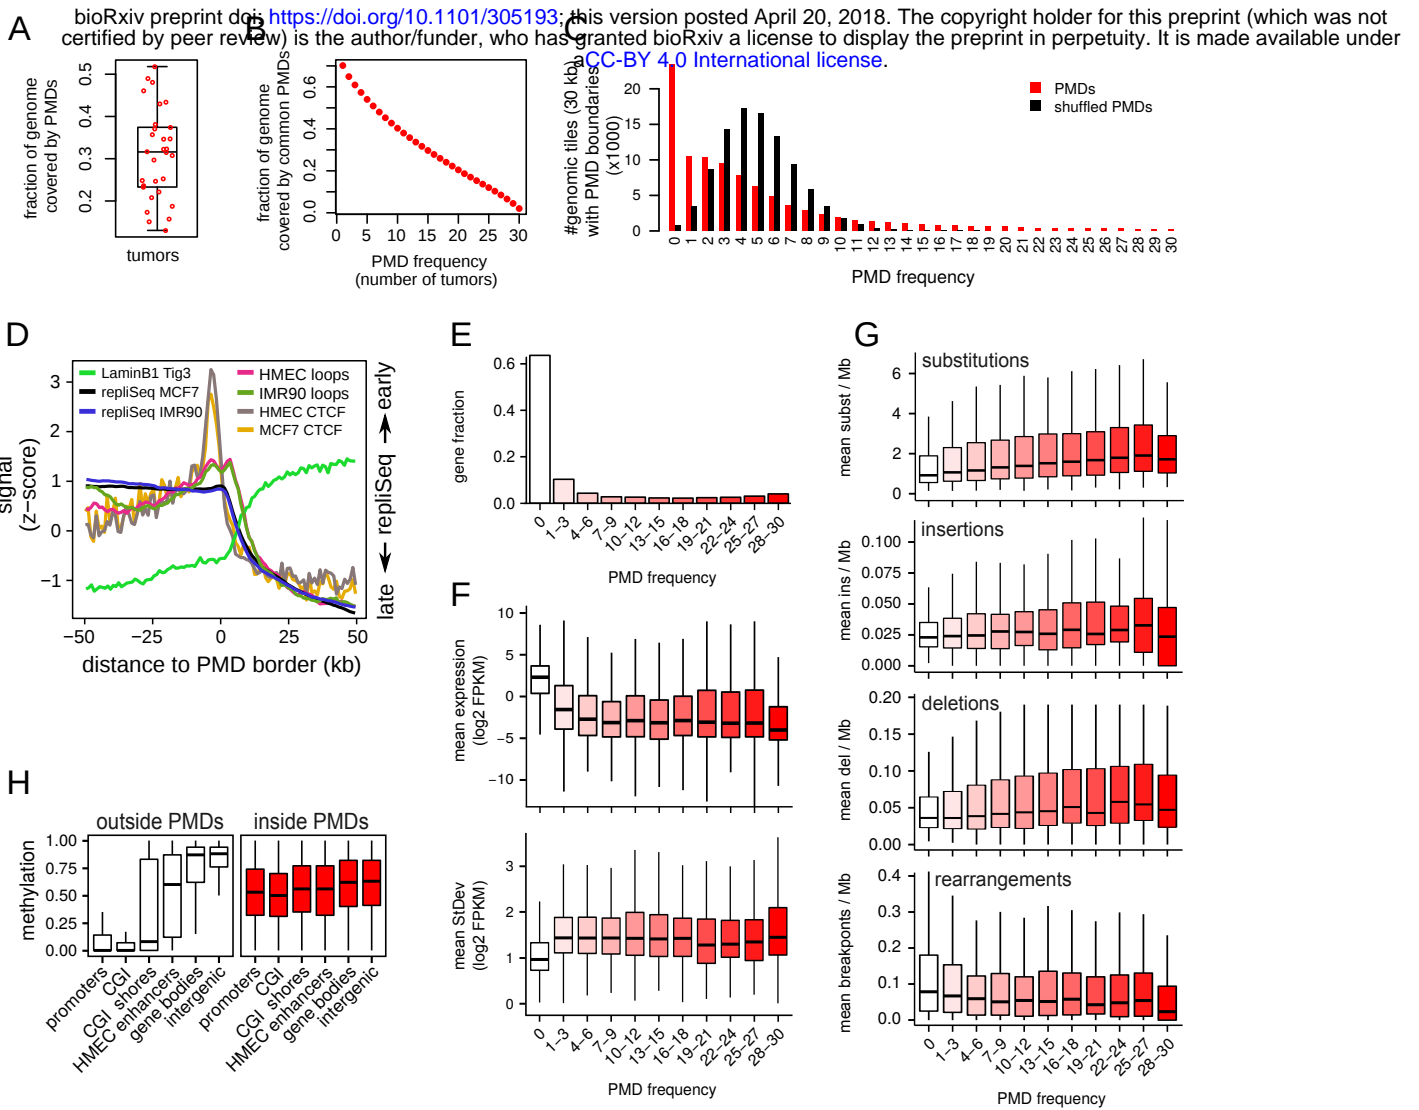 bioRxiv preprint doi: https://doi.org/10.1101/305193; this version posted April 20, 2018. The copyright holder for this preprint (which was not
certified by peer review) is the author/funder, who has granted bioRxiv a license to display the preprint in perpetuity. It is made available under
aCC-BY 4.0 International license.
A
fraction of genome
covered by PMDs
0.5
0.4
0.3
0.2
tumors
B
fraction of genome
covered by common PMDs
0.6
0.4
0.2
0.0
0 5 10 15 20 25 30
PMD frequency
(number of tumors)
C
#genomic tiles (30 kb)
with PMD boundaries
(x1000)
20
15
10
5
0
PMDs
shuffled PMDs
0 1 2 3 4 5 6 7 8 9 10 11 12 13 14 15 16 17 18 19 20 21 22 23 24 25 26 27 28 29 30
PMD frequency
D
signal
(z−score)
3
2
1
0
−1
LaminB1 Tig3
repliSeq MCF7
repliSeq IMR90
HMEC loops
IMR90 loops
HMEC CTCF
MCF7 CTCF
late repliSeq early
−50 −25 0 25 50
distance to PMD border (kb)
E
gene fraction
0.6
0.4
0.2
0.0
0 1−3 4−6 7−9 10−12 13−15 16−18 19−21 22−24 25−27 28−30
PMD frequency
F
mean expression
(log2 FPKM)
10
5
0
−5
−10
mean StDev
(log2 FPKM)
3
2
1
0
0 1−3 4−6 7−9 10−12 13−15 16−18 19−21 22−24 25−27 28−30
PMD frequency
G
substitutions
mean subst / Mb
6
4
2
0
insertions
mean ins / Mb
0.100
0.075
0.050
0.025
0.000
deletions
mean del / Mb
0.20
0.15
0.10
0.05
0.00
rearrangements
mean breakpnts / Mb
0.4
0.3
0.2
0.1
0.0
0 1−3 4−6 7−9 10−12 13−15 16−18 19−21 22−24 25−27 28−30
PMD frequency
H
outside PMDs inside PMDs
methylation
1.00
0.75
0.50
0.25
0.00
promoters CGI CGI shores HMEC enhancers gene bodies intergenic
promoters CGI CGI shores HMEC enhancers gene bodies intergenic